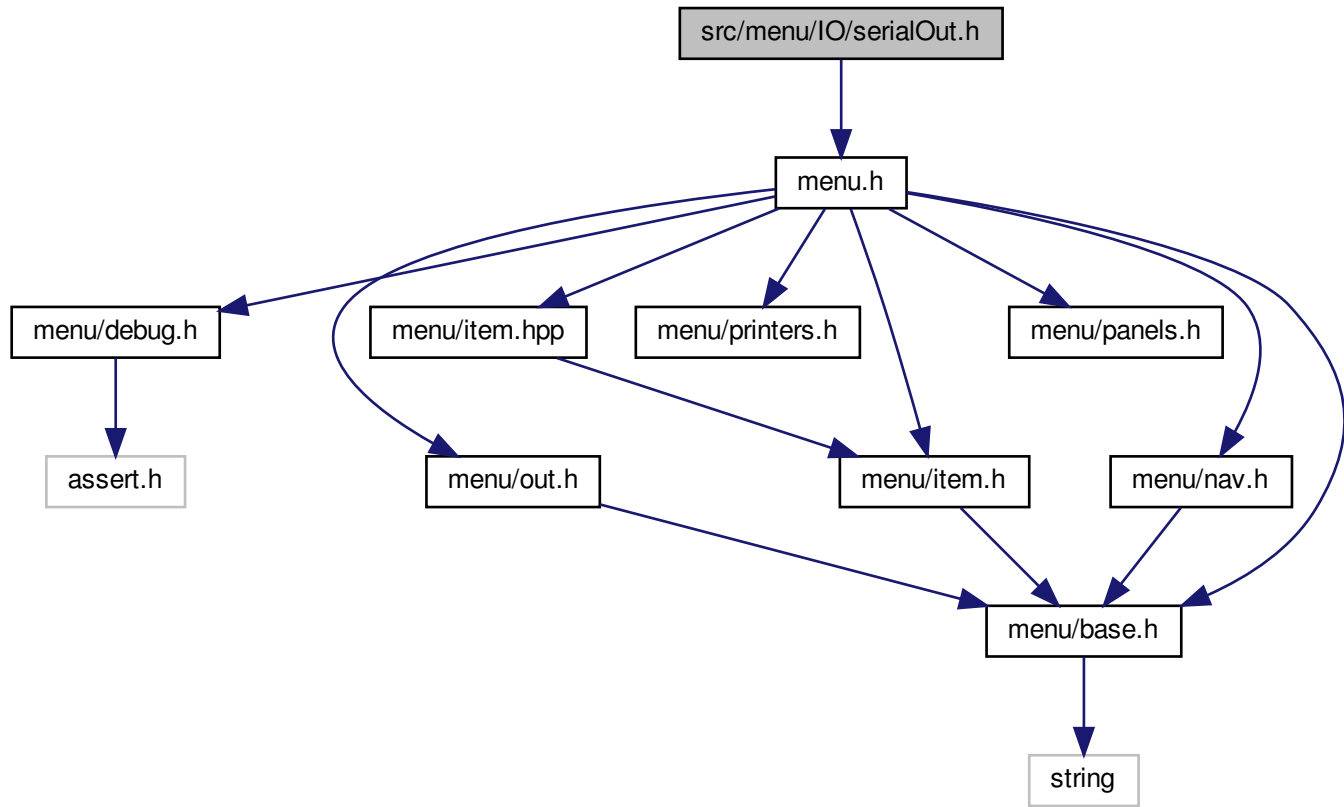 src/menu/IO/serialOut.h
menu.h
menu/debug.h
menu/item.hpp
menu/printers.h
menu/panels.h
assert.h
menu/out.h
menu/item.h
menu/nav.h
menu/base.h
string